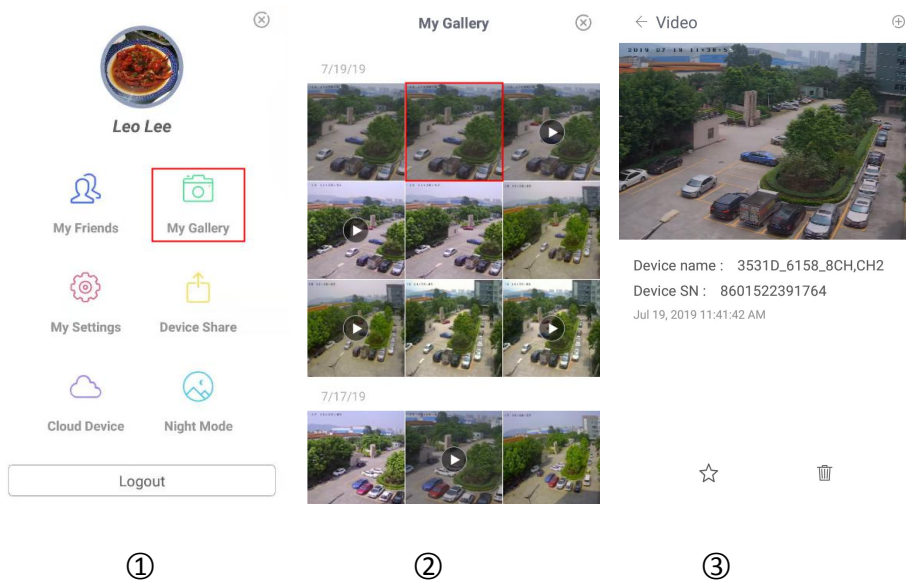 Leo Lee
My Friends
My Gallery
My Settings
Device Share
Cloud Device
Night Mode
Logout
①
My Gallery
7/19/19
7/17/19
②
Video
Device name : 3531D_6158_8CH,CH2
Device SN : 8601522391764
Jul 19, 2019 11:41:42 AM
③